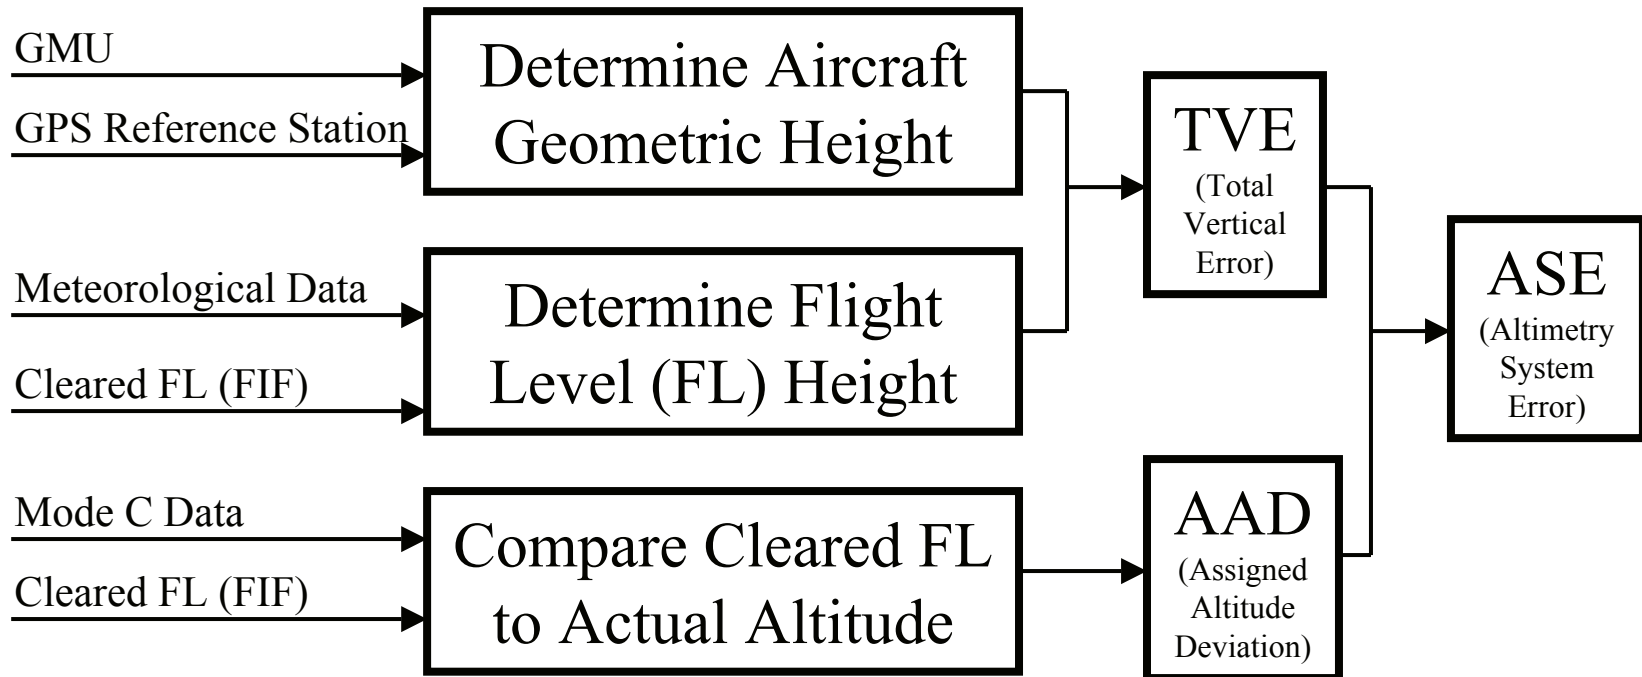 GMU
GPS Reference Station
Determine Aircraft
Geometric Height
Meteorological Data
Cleared FL (FIF)
Determine Flight
Level (FL) Height
Mode C Data
Cleared FL (FIF)
Compare Cleared FL
to Actual Altitude
TVE
(Total
Vertical
Error)
AAD
(Assigned
Altitude
Deviation)
ASE
(Altimetry
System
Error)